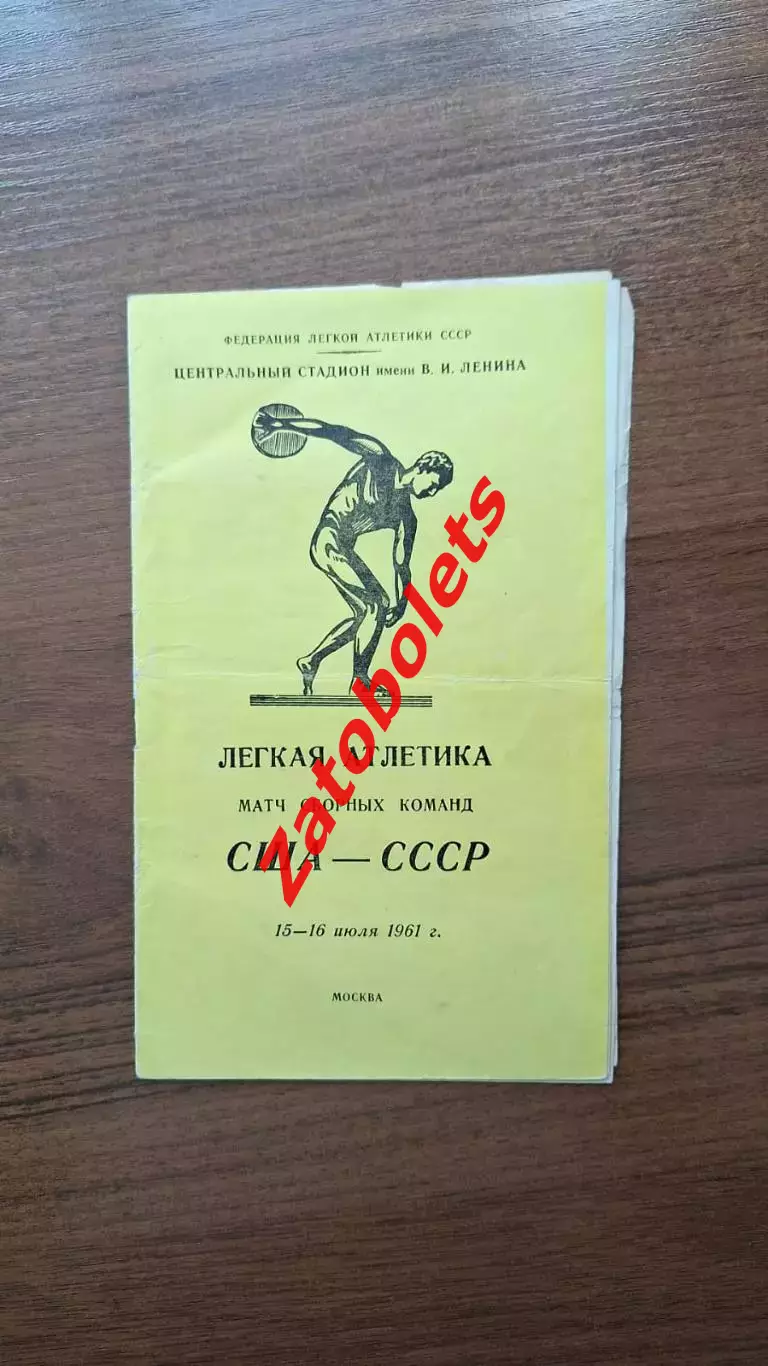 ФЕДЕРАЦИЯ ЛЕГКОЙ АТЛЕТИКИ СССР
ЦЕНТРАЛЬНЫЙ СТАДИОН имени В. И. ЛЕНИНА
Zatobolets
ЛЕГКАЯ АТЛЕТИКА
МАТЧ СБОРНЫХ КОМАНД
США — СССР
15—16 июля 1961 г.
МОСКВА